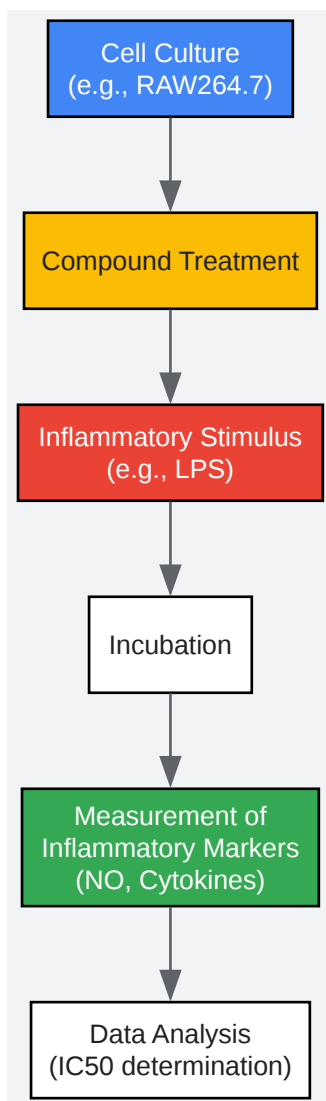 Cell Culture
(e.g., RAW264.7)
Compound Treatment
Inflammatory Stimulus
(e.g., LPS)
Incubation
Measurement of
Inflammatory Markers
(NO, Cytokines)
Data Analysis
(IC50 determination)